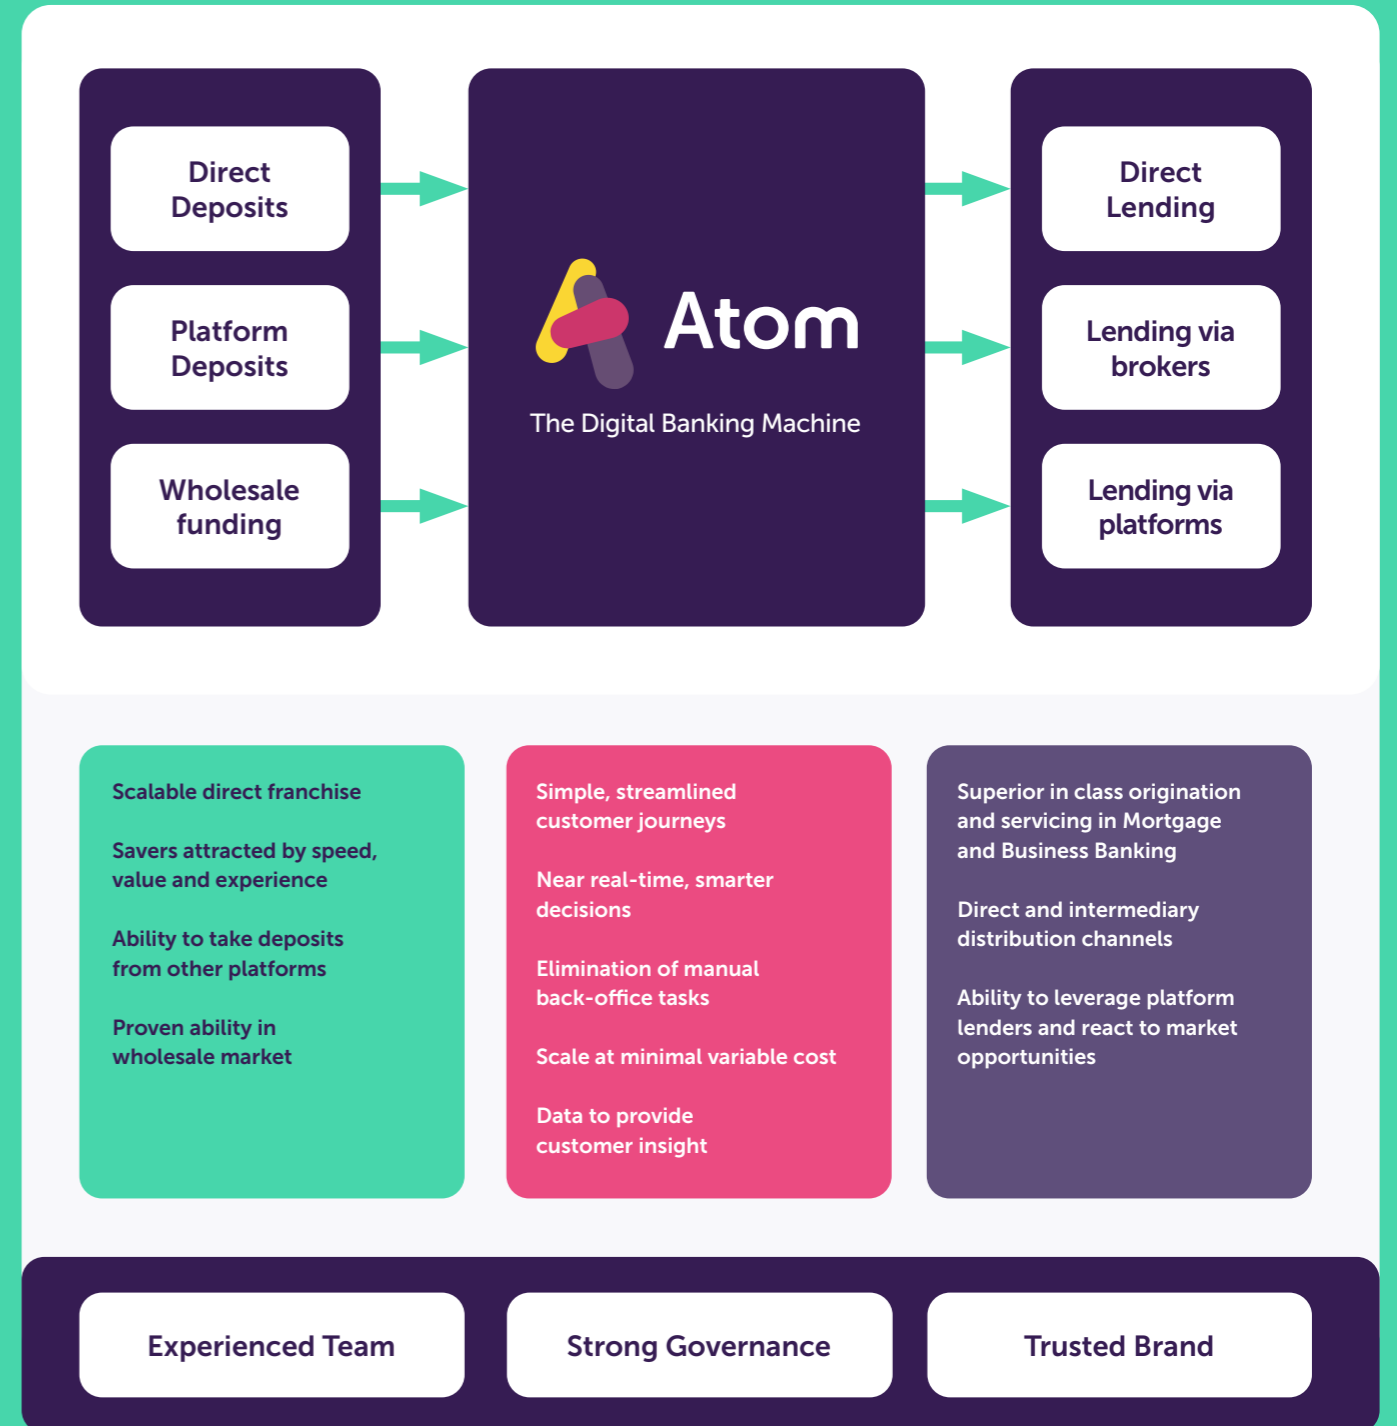 Direct
Deposits
Platform
Deposits
Wholesale
funding
Atom
The Digital Banking Machine
Direct
Lending
Lending via
brokers
Lending via
platforms
Scalable direct franchise
Savers attracted by speed,
value and experience
Ability to take deposits
from other platforms
Proven ability in
wholesale market
Simple, streamlined
customer journeys
Near real-time, smarter
decisions
Elimination of manual
back-office tasks
Scale at minimal variable cost
Data to provide
customer insight
Superior in class origination
and servicing in Mortgage
and Business Banking
Direct and intermediary
distribution channels
Ability to leverage platform
lenders and react to market
opportunities
Experienced Team
Strong Governance
Trusted Brand